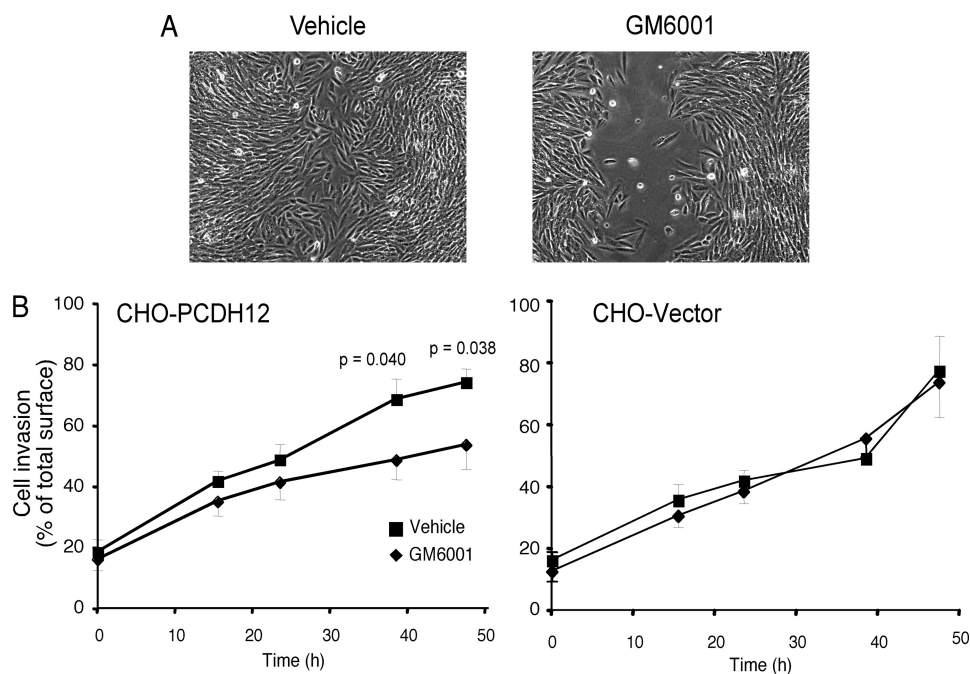 A
Vehicle
GM6001
B
CHO-PCDH12
p = 0.040
p = 0.038
Cell invasion
(% of total surface)
100
80
60
40
20
0
Vehicle
GM6001
0 10 20 30 40 50
Time (h)
CHO-Vector
100
80
60
40
20
0
0 10 20 30 40 50
Time (h)